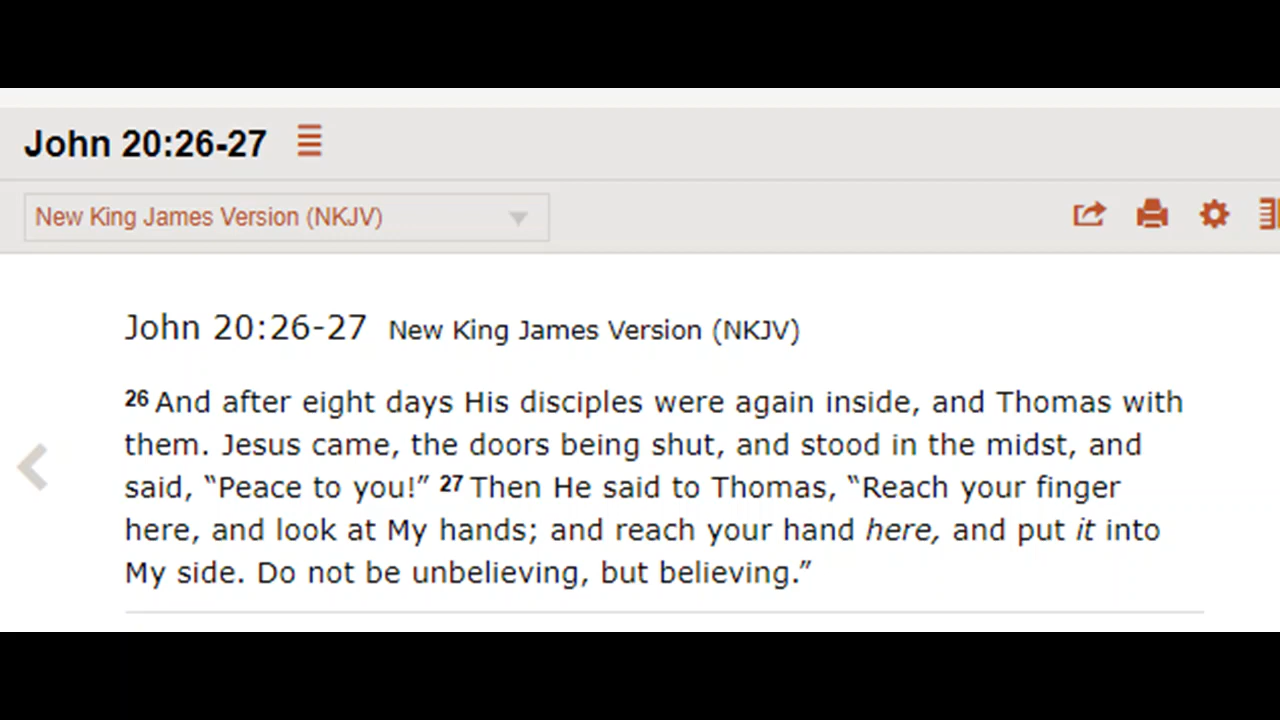 John 20:26-27
New King James Version (NKJV)
John 20:26-27 New King James Version (NKJV)
26 And after eight days His disciples were again inside, and Thomas with
them. Jesus came, the doors being shut, and stood in the midst, and
said, “Peace to you!” 27 Then He said to Thomas, “Reach your finger
here, and look at My hands; and reach your hand here, and put it into
My side. Do not be unbelieving, but believing.”